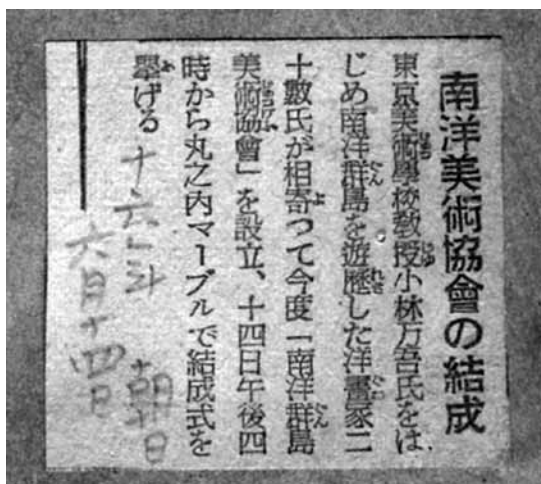 南洋美術協會の結成
東京美術學校教授小林万吾氏をは
じめ南洋群島を遊歷した洋畫家二
十數氏が相寄つて今度「南洋群島
美術協會」を設立、十四日午後四
時から丸之内マーブルで結成式を
擧げる
十六
朝日
六月十四日